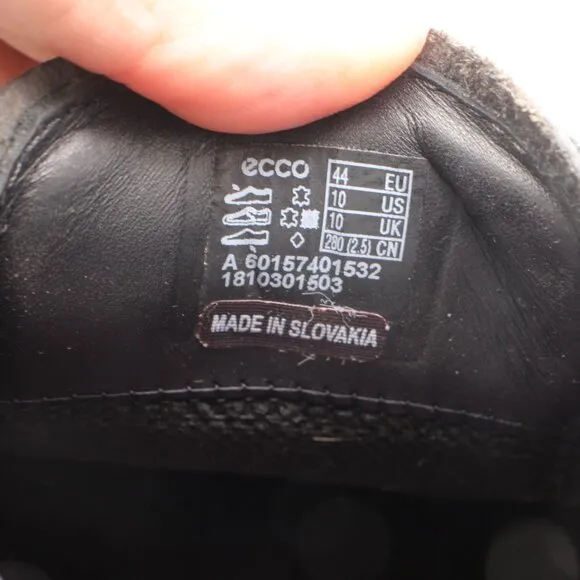 ecco
44 EU
10 US
10 UK
280 (2.5) CN
A 60157401532
1810301503
MADE IN SLOVAKIA